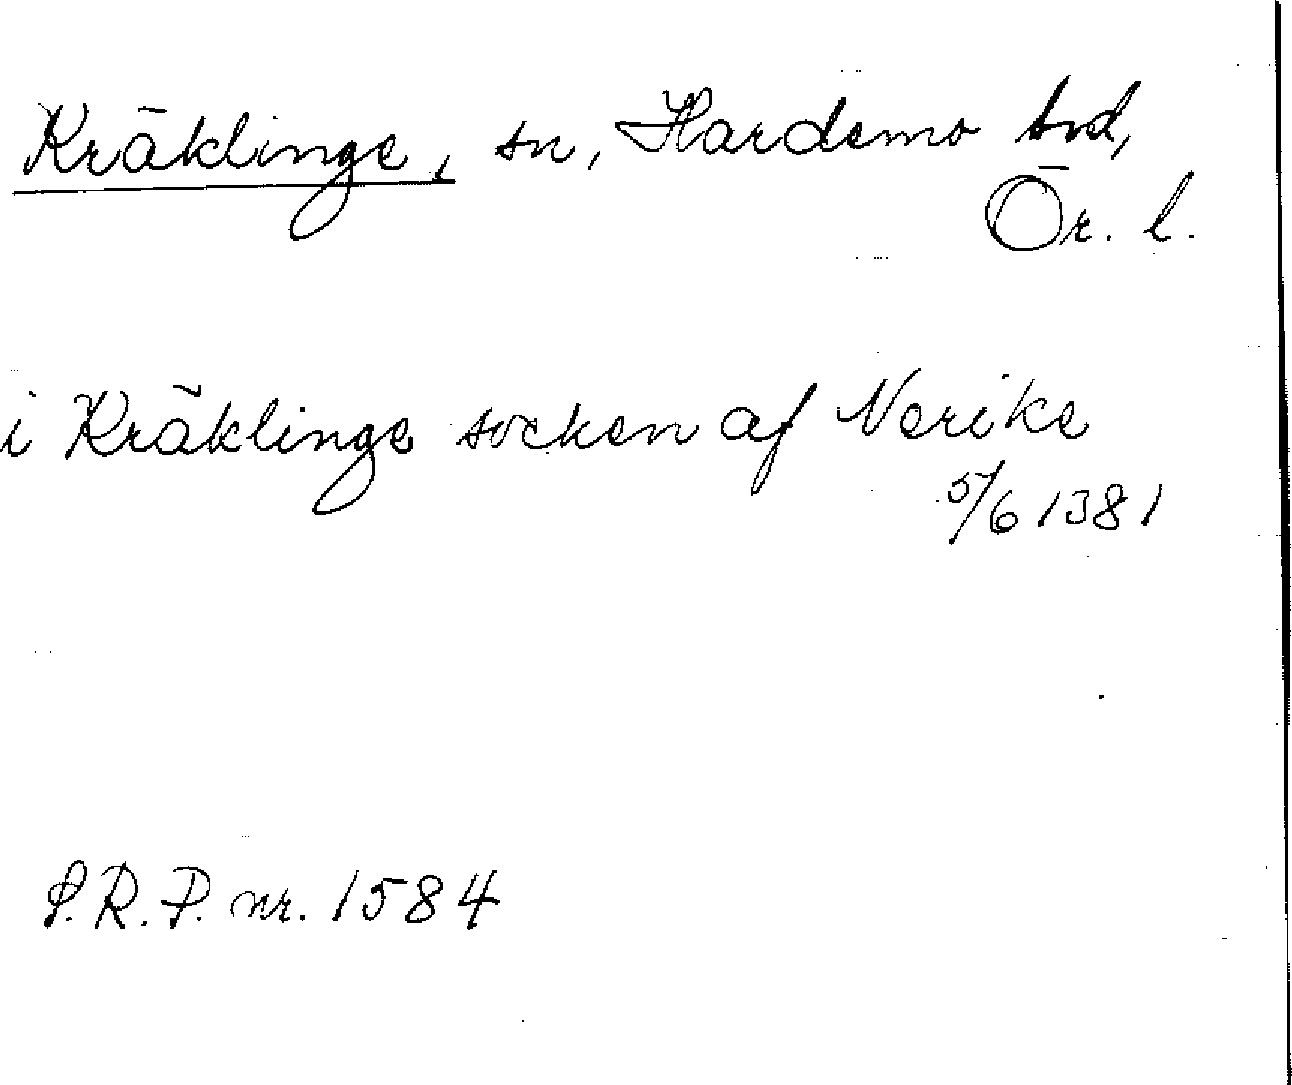 Kräklinge, sn, Hardemo hd,
Ör. l.
i Kräklinge socken af Nerike
5/6 1381
S.R.P. nr. 1584